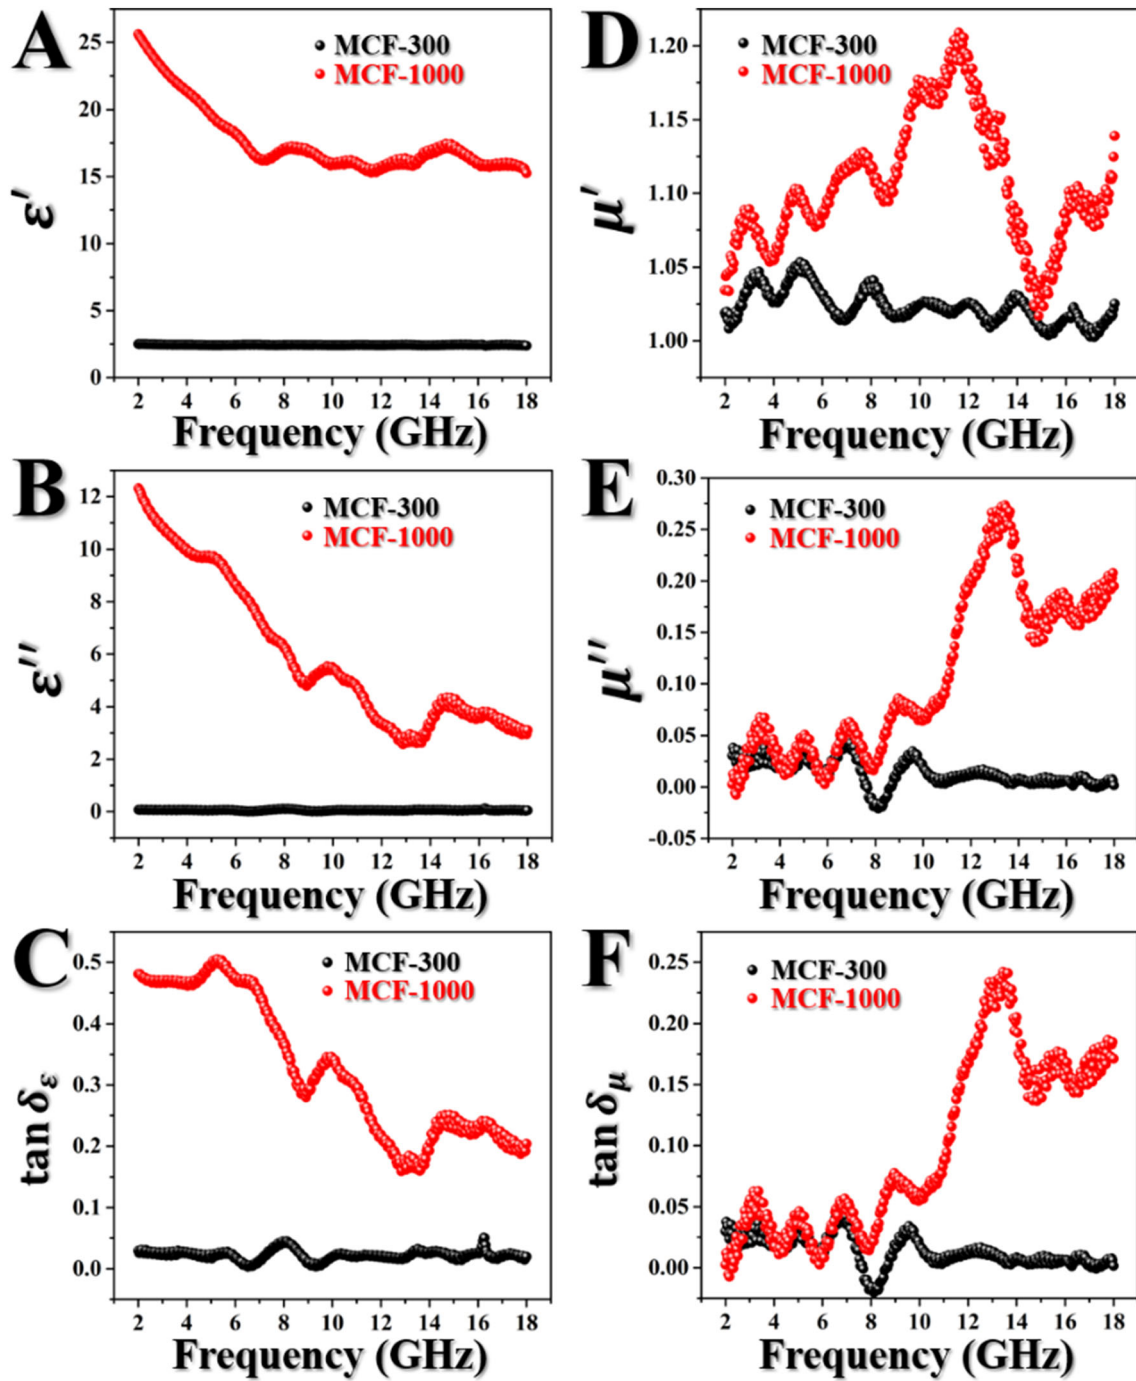 A
ε′
25
20
15
10
5
0
MCF-300
MCF-1000
2 4 6 8 10 12 14 16 18
Frequency (GHz)
D
μ′
1.20
1.15
1.10
1.05
1.00
MCF-300
MCF-1000
2 4 6 8 10 12 14 16 18
Frequency (GHz)
B
ε′′
12
10
8
6
4
2
0
MCF-300
MCF-1000
2 4 6 8 10 12 14 16 18
Frequency (GHz)
E
μ′′
0.30
0.25
0.20
0.15
0.10
0.05
0.00
-0.05
MCF-300
MCF-1000
2 4 6 8 10 12 14 16 18
Frequency (GHz)
C
tan δε
0.5
0.4
0.3
0.2
0.1
0.0
MCF-300
MCF-1000
2 4 6 8 10 12 14 16 18
Frequency (GHz)
F
tan δμ
0.25
0.20
0.15
0.10
0.05
0.00
MCF-300
MCF-1000
2 4 6 8 10 12 14 16 18
Frequency (GHz)